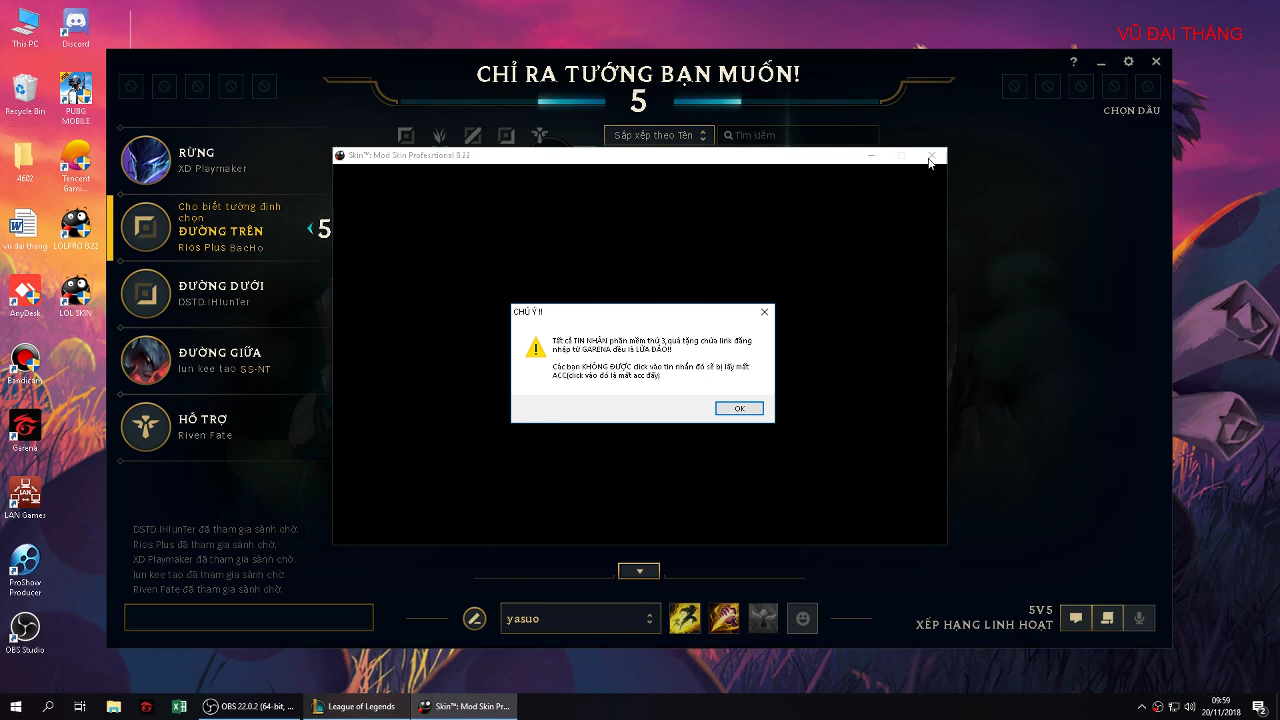 This PC
Discord
VŨ ĐẠI THẮNG
CHỈ RA TƯỚNG BẠN MUỐN!
5
CHỌN DẦU
Recycle Bin
PUBG
MOBILE
Sắp xếp theo Tên
Tìm kiếm
RỪNG
XD Playmaker
Skin™: Mod Skin Professtional 8.22
4602
Tencent
Gami...
Cho biết tướng định
chọn
ĐƯỜNG TRÊN
Rios Plus BacHo
5
vu dai thang
LOLPRO 8.22
ĐƯỜNG DƯỚI
DSTD.IHIunTer
AnyDesk
LOL SKIN
CHÚ Ý !!
Tất cả TIN NHẮN phần mềm thứ 3,quà tặng chứa link đăng
nhập từ GARENA đều là LỪA ĐẢO!!
Các bạn KHÔNG ĐƯỢC click vào tin nhắn đó sẽ bị lấy mất
ACC(click vào đó là mất acc đấy)
OK
ĐƯỜNG GIỮA
lun kee tao SS-NT
Bandicam
HỖ TRỢ
Riven Fate
Garena
LAN Games
DSTD.IHIunTer đã tham gia sảnh chờ.
Rios Plus đã tham gia sảnh chờ.
XD Playmaker đã tham gia sảnh chờ.
lun kee tao đã tham gia sảnh chờ.
Riven Fate đã tham gia sảnh chờ.
ProShow
Producer
yasuo
5V5
XẾP HẠNG LINH HOẠT
OBS Studio
OBS 22.0.2 (64-bit, ...
League of Legends
Skin™: Mod Skin Pr...
09:59
20/11/2018
2